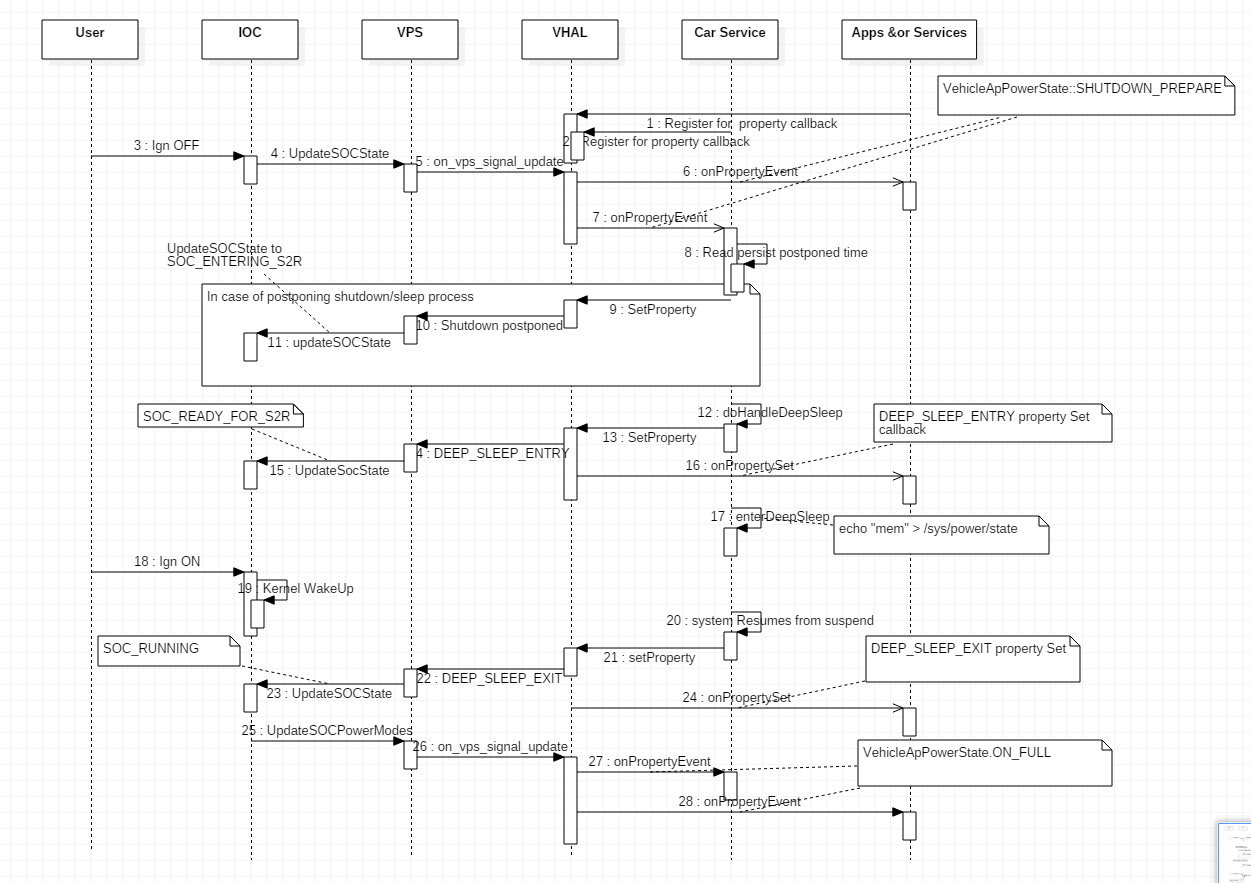 User
IOC
VPS
VHAL
Car Service
Apps &or Services
VehicleApPowerState::SHUTDOWN_PREPARE
1 : Register for property callback
2 Register for property callback
3 : Ign OFF
4 : UpdateSOCState
5 : on_vps_signal_update
6 : onPropertyEvent
7 : onPropertyEvent
8 : Read persist postponed time
UpdateSOCState to
SOC_ENTERING_S2R
In case of postponing shutdown/sleep process
9 : SetProperty
10 : Shutdown postponed
11 : updateSOCState
SOC_READY_FOR_S2R
12 : doHandleDeepSleep
DEEP_SLEEP_ENTRY property Set
callback
13 : SetProperty
4 : DEEP_SLEEP_ENTRY
15 : UpdateSocState
16 : onPropertySet
17 : enterDeepSleep
echo "mem" > /sys/power/state
18 : Ign ON
19 : Kernel WakeUp
20 : system Resumes from suspend
SOC_RUNNING
DEEP_SLEEP_EXIT property Set
21 : setProperty
22 : DEEP_SLEEP_EXIT
23 : UpdateSOCState
24 : onPropertySet
25 : UpdateSOCPowerModes
26 : on_vps_signal_update
VehicleApPowerState.ON_FULL
27 : onPropertyEvent
28 : onPropertyEvent